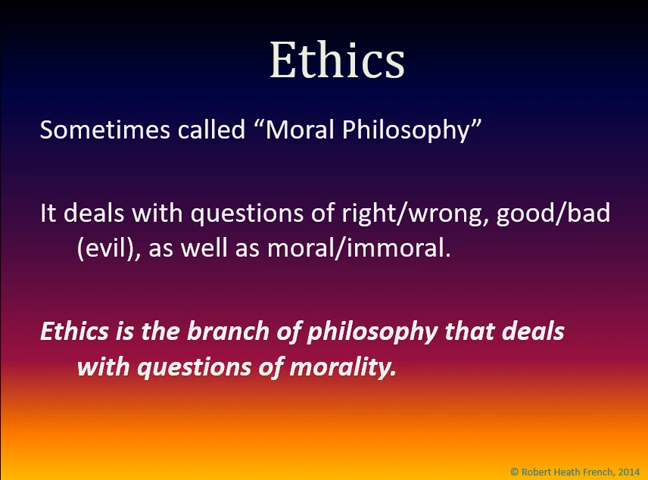 Ethics
Sometimes called “Moral Philosophy”
It deals with questions of right/wrong, good/bad
(evil), as well as moral/immoral.
Ethics is the branch of philosophy that deals
with questions of morality.
© Robert Heath French, 2014